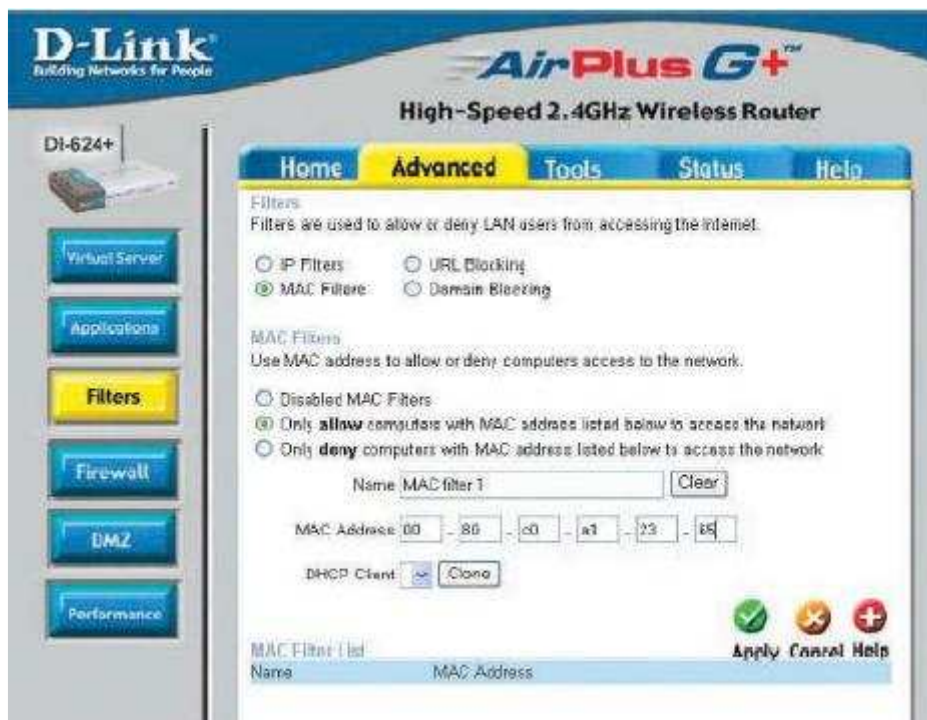 D-Link
Building Networks for People
AirPlus G+™
High-Speed 2.4GHz Wireless Router
DI-624+
Home Advanced Tools Status Help
Virtual Server
Applications
Filters
Firewall
DMZ
Performance
Filters
Filters are used to allow or deny LAN users from accessing the Internet.
IP Filters URL Blocking
MAC Filters Domain Blocking
MAC Filters
Use MAC address to allow or deny computers access to the network.
Disabled MAC Filters
Only allow computers with MAC address listed below to access the network
Only deny computers with MAC address listed below to access the network
Name MAC filter 1 Clear
MAC Address 00 - 80 - c0 - a1 - 23 -
DHCP Client Clone
Apply Cancel Help
MAC Filter List
Name MAC Address